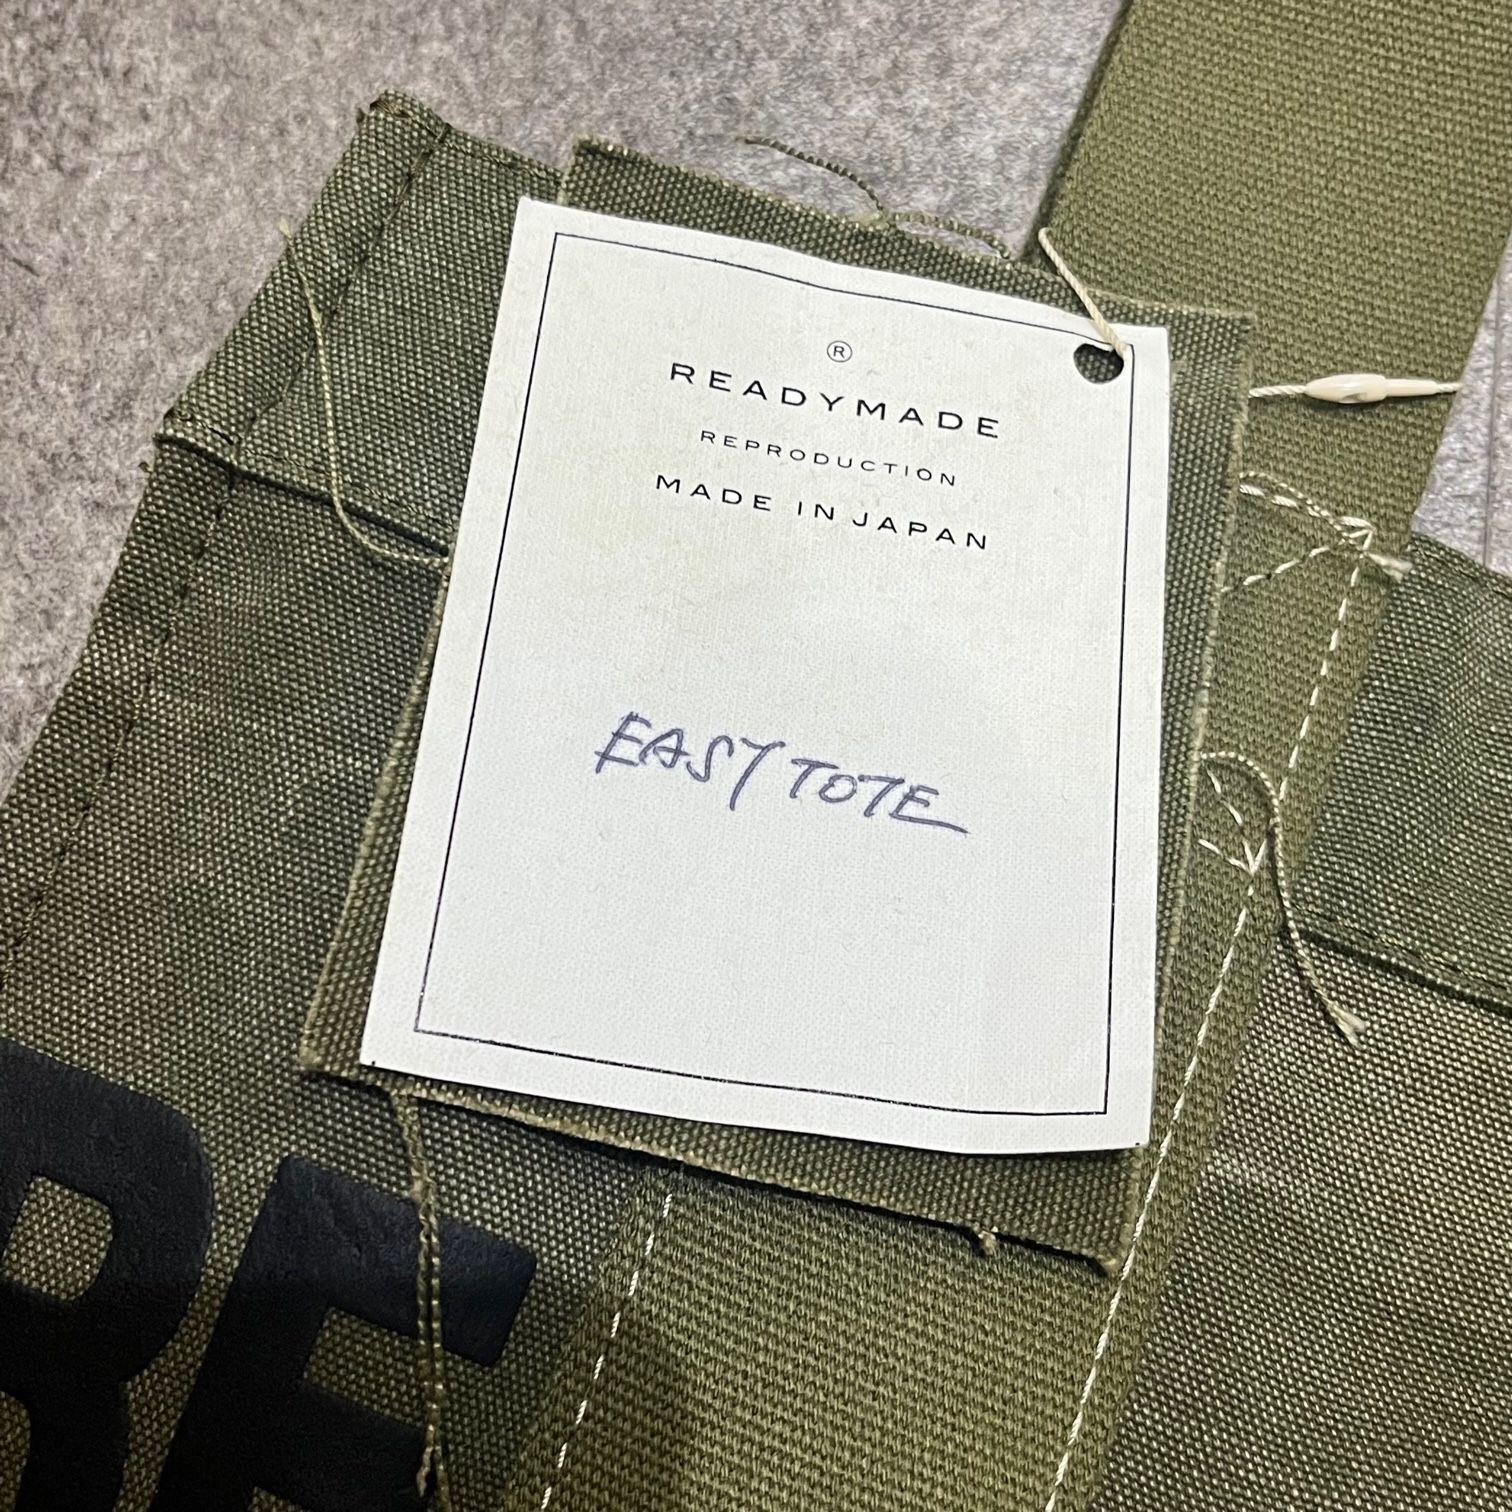 ®
READYMADE
REPRODUCTION
MADE IN JAPAN
EASY TOTE
RE